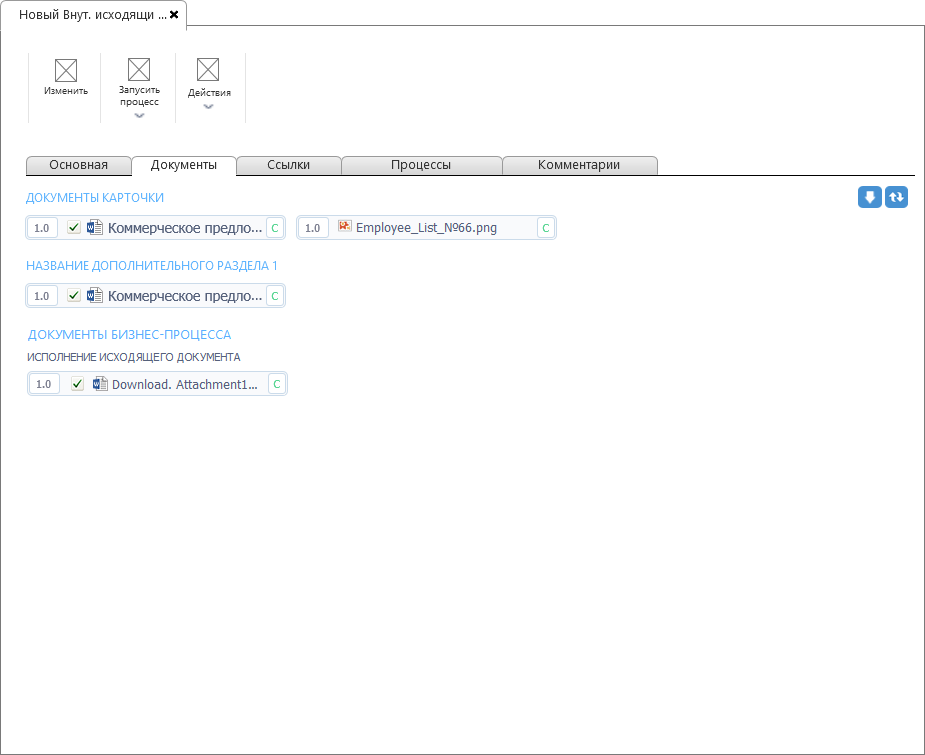 Новый Внут. исходящи ...
Изменить
Запусить
процесс
Действия
Основная
Документы
Ссылки
Процессы
Комментарии
ДОКУМЕНТЫ КАРТОЧКИ
1.0 Коммерческое предло... C
1.0 Employee_List_№66.png C
НАЗВАНИЕ ДОПОЛНИТЕЛЬНОГО РАЗДЕЛА 1
1.0 Коммерческое предло... C
ДОКУМЕНТЫ БИЗНЕС-ПРОЦЕССА
ИСПОЛНЕНИЕ ИСХОДЯЩЕГО ДОКУМЕНТА
1.0 Download. Attachment1... C